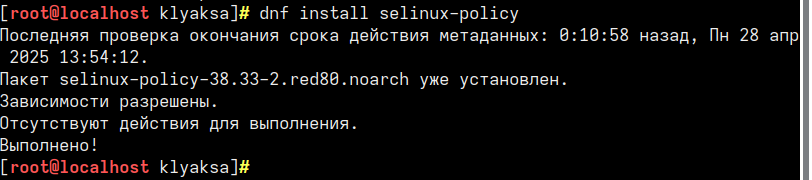 [root@localhost klyaksa]# dnf install selinux-policy
Последняя проверка окончания срока действия метаданных: 0:10:58 назад, Пн 28 апр
 2025 13:54:12.
Пакет selinux-policy-38.33-2.red80.noarch уже установлен.
Зависимости разрешены.
Отсутствуют действия для выполнения.
Выполнено!
[root@localhost klyaksa]#